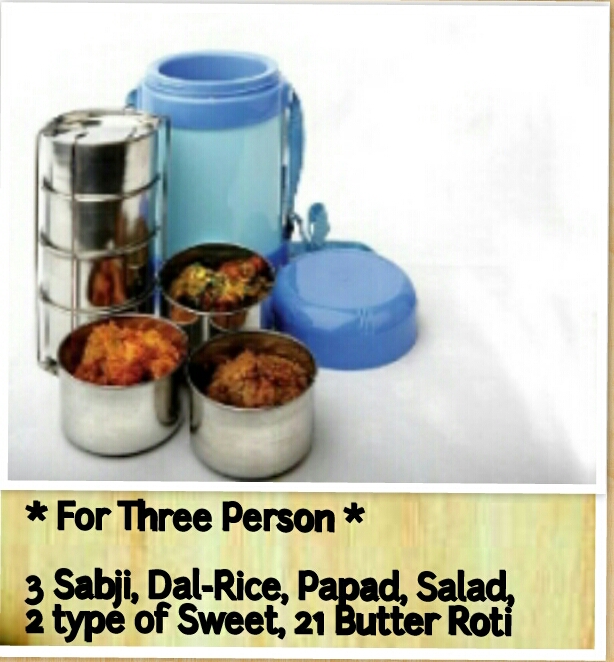 * For Three Person *
3 Sabji, Dal-Rice, Papad, Salad,
2 type of Sweet, 21 Butter Roti